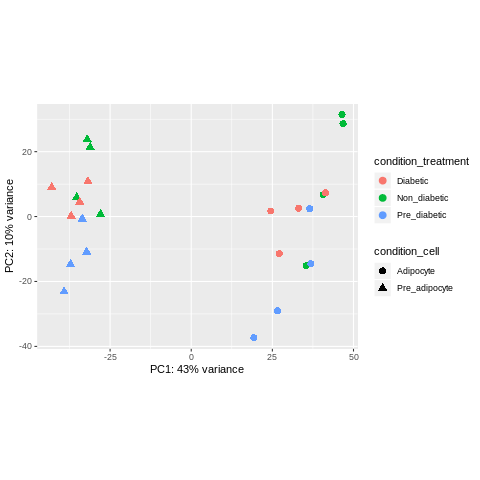 20
0
-20
-40
PC2: 10% variance
-25
0
25
50
PC1: 43% variance
condition_treatment
Diabetic
Non_diabetic
Pre_diabetic
condition_cell
Adipocyte
Pre_adipocyte